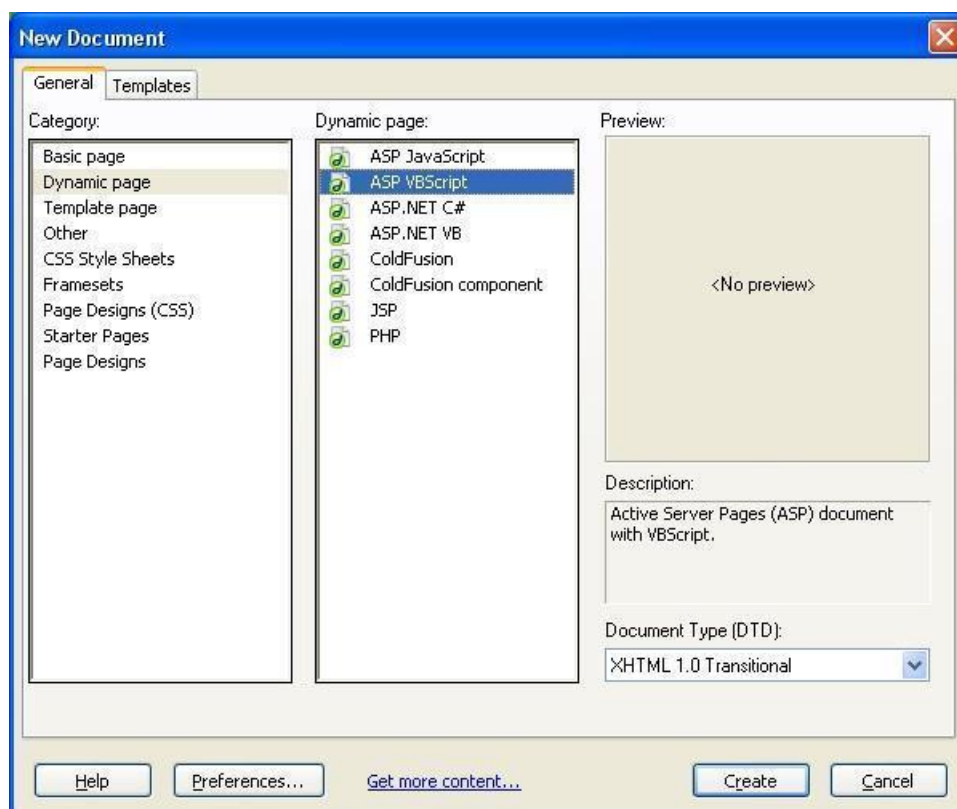 New Document
General
Templates
Category:
Basic page
Dynamic page
Template page
Other
CSS Style Sheets
Framesets
Page Designs (CSS)
Starter Pages
Page Designs
Dynamic page:
ASP JavaScript
ASP VBScript
ASP.NET C#
ASP.NET VB
ColdFusion
ColdFusion component
JSP
PHP
Preview:
<No preview>
Description:
Active Server Pages (ASP) document
with VBScript.
Document Type (DTD):
XHTML 1.0 Transitional
Help
Preferences...
Get more content...
Create
Cancel